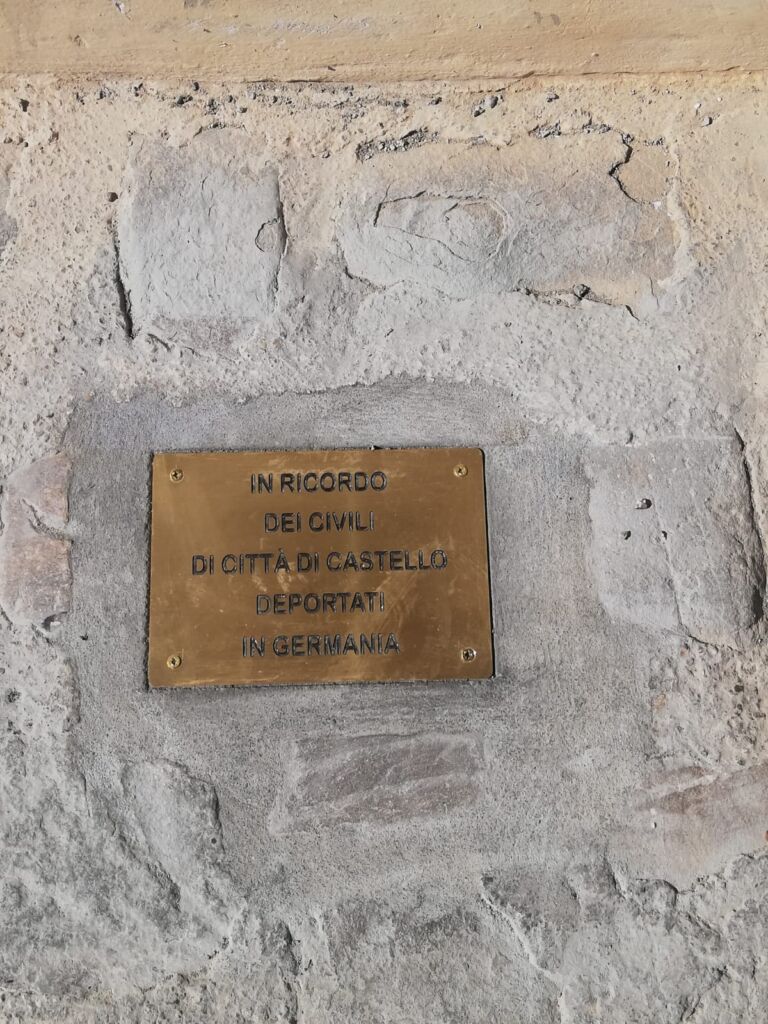 IN RICORDO
DEI CIVILI
DI CITTÀ DI CASTELLO
DEPORTATI
IN GERMANIA